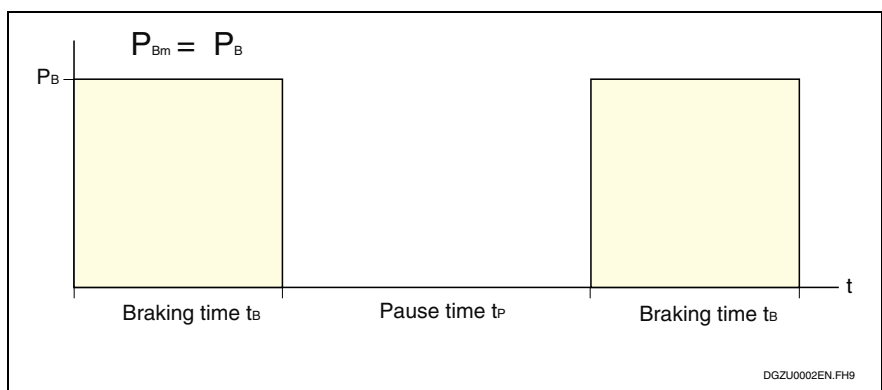 PBm = PB
PB
t
Braking time tB
Pause time tP
Braking time tB
DGZU0002EN.FH9